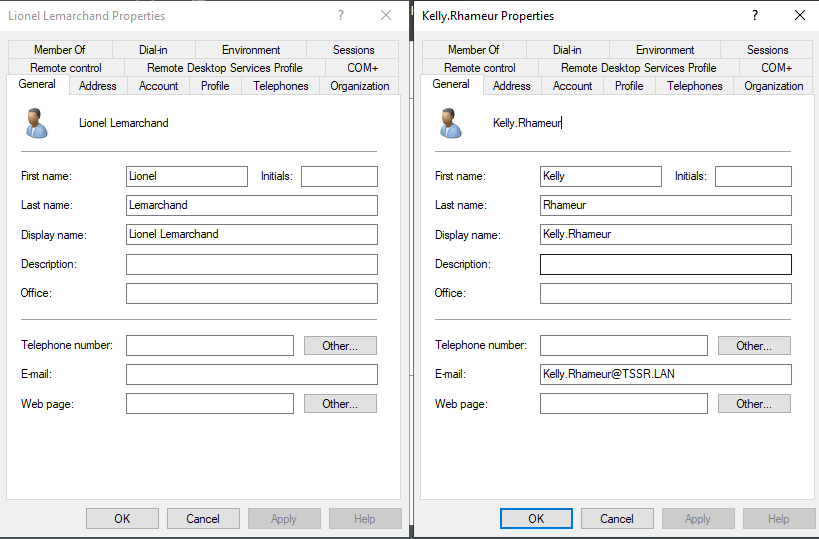 Lionel Lemarchand Properties
?
Member Of Dial-in Environment Sessions
Remote control Remote Desktop Services Profile COM+
General Address Account Profile Telephones Organization
Lionel Lemarchand
First name: Lionel Initials:
Last name: Lemarchand
Display name: Lionel Lemarchand
Description:
Office:
Telephone number: Other...
E-mail:
Web page: Other...
OK Cancel Apply Help
Kelly.Rhameur Properties
?
Member Of Dial-in Environment Sessions
Remote control Remote Desktop Services Profile COM+
General Address Account Profile Telephones Organization
Kelly.Rhameur
First name: Kelly Initials:
Last name: Rhameur
Display name: Kelly.Rhameur
Description:
Office:
Telephone number: Other...
E-mail: Kelly.Rhameur@TSSR.LAN
Web page: Other...
OK Cancel Apply Help